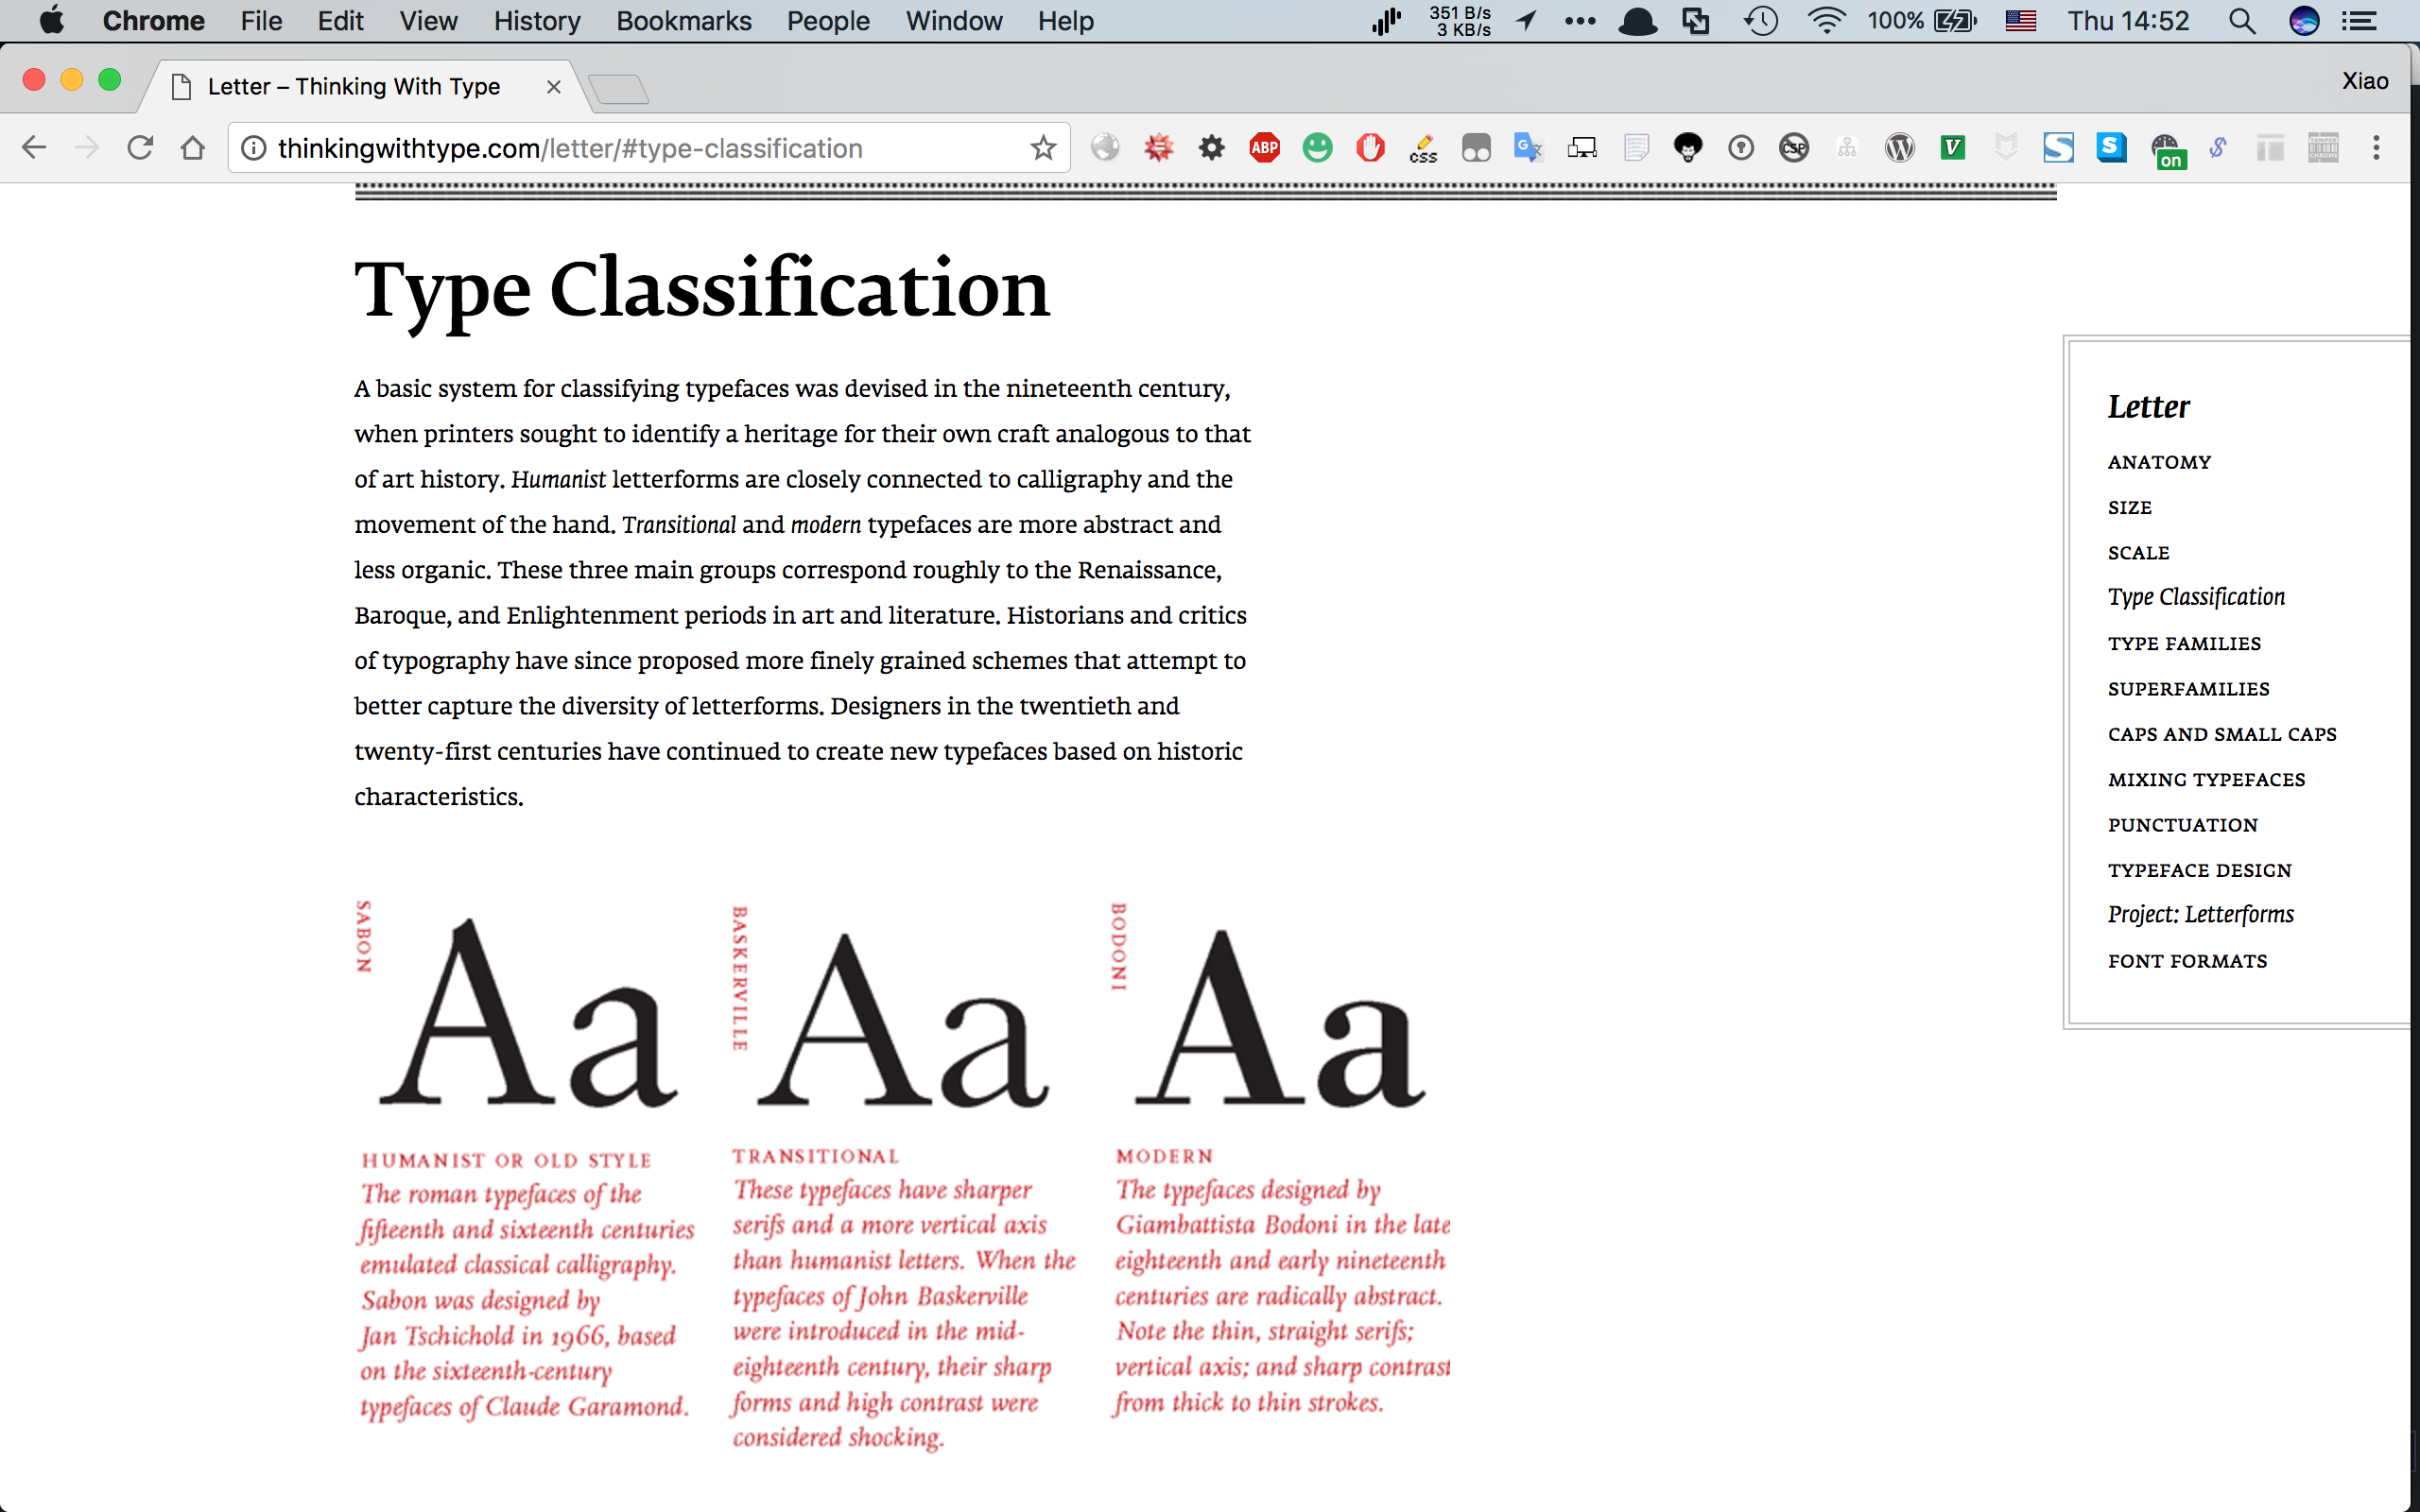 Chrome File Edit View History Bookmarks People Window Help 351 B/s 3 KB/s 100% Thu 14:52
Letter – Thinking With Type Xiao
thinkingwithtype.com/letter/#type-classification ABP css CSP on
Type Classification
A basic system for classifying typefaces was devised in the nineteenth century,
when printers sought to identify a heritage for their own craft analogous to that
of art history. Humanist letterforms are closely connected to calligraphy and the
movement of the hand. Transitional and modern typefaces are more abstract and
less organic. These three main groups correspond roughly to the Renaissance,
Baroque, and Enlightenment periods in art and literature. Historians and critics
of typography have since proposed more finely grained schemes that attempt to
better capture the diversity of letterforms. Designers in the twentieth and
twenty-first centuries have continued to create new typefaces based on historic
characteristics.
SABON
Aa
HUMANIST OR OLD STYLE
The roman typefaces of the
fifteenth and sixteenth centuries
emulated classical calligraphy.
Sabon was designed by
Jan Tschichold in 1966, based
on the sixteenth-century
typefaces of Claude Garamond.
BASKERVILLE
Aa
TRANSITIONAL
These typefaces have sharper
serifs and a more vertical axis
than humanist letters. When the
typefaces of John Baskerville
were introduced in the mid-
eighteenth century, their sharp
forms and high contrast were
considered shocking.
BODONI
Aa
MODERN
The typefaces designed by
Giambattista Bodoni in the late
eighteenth and early nineteenth
centuries are radically abstract.
Note the thin, straight serifs;
vertical axis; and sharp contrast
from thick to thin strokes.
Letter
ANATOMY
SIZE
SCALE
Type Classification
TYPE FAMILIES
SUPERFAMILIES
CAPS AND SMALL CAPS
MIXING TYPEFACES
PUNCTUATION
TYPEFACE DESIGN
Project: Letterforms
FONT FORMATS